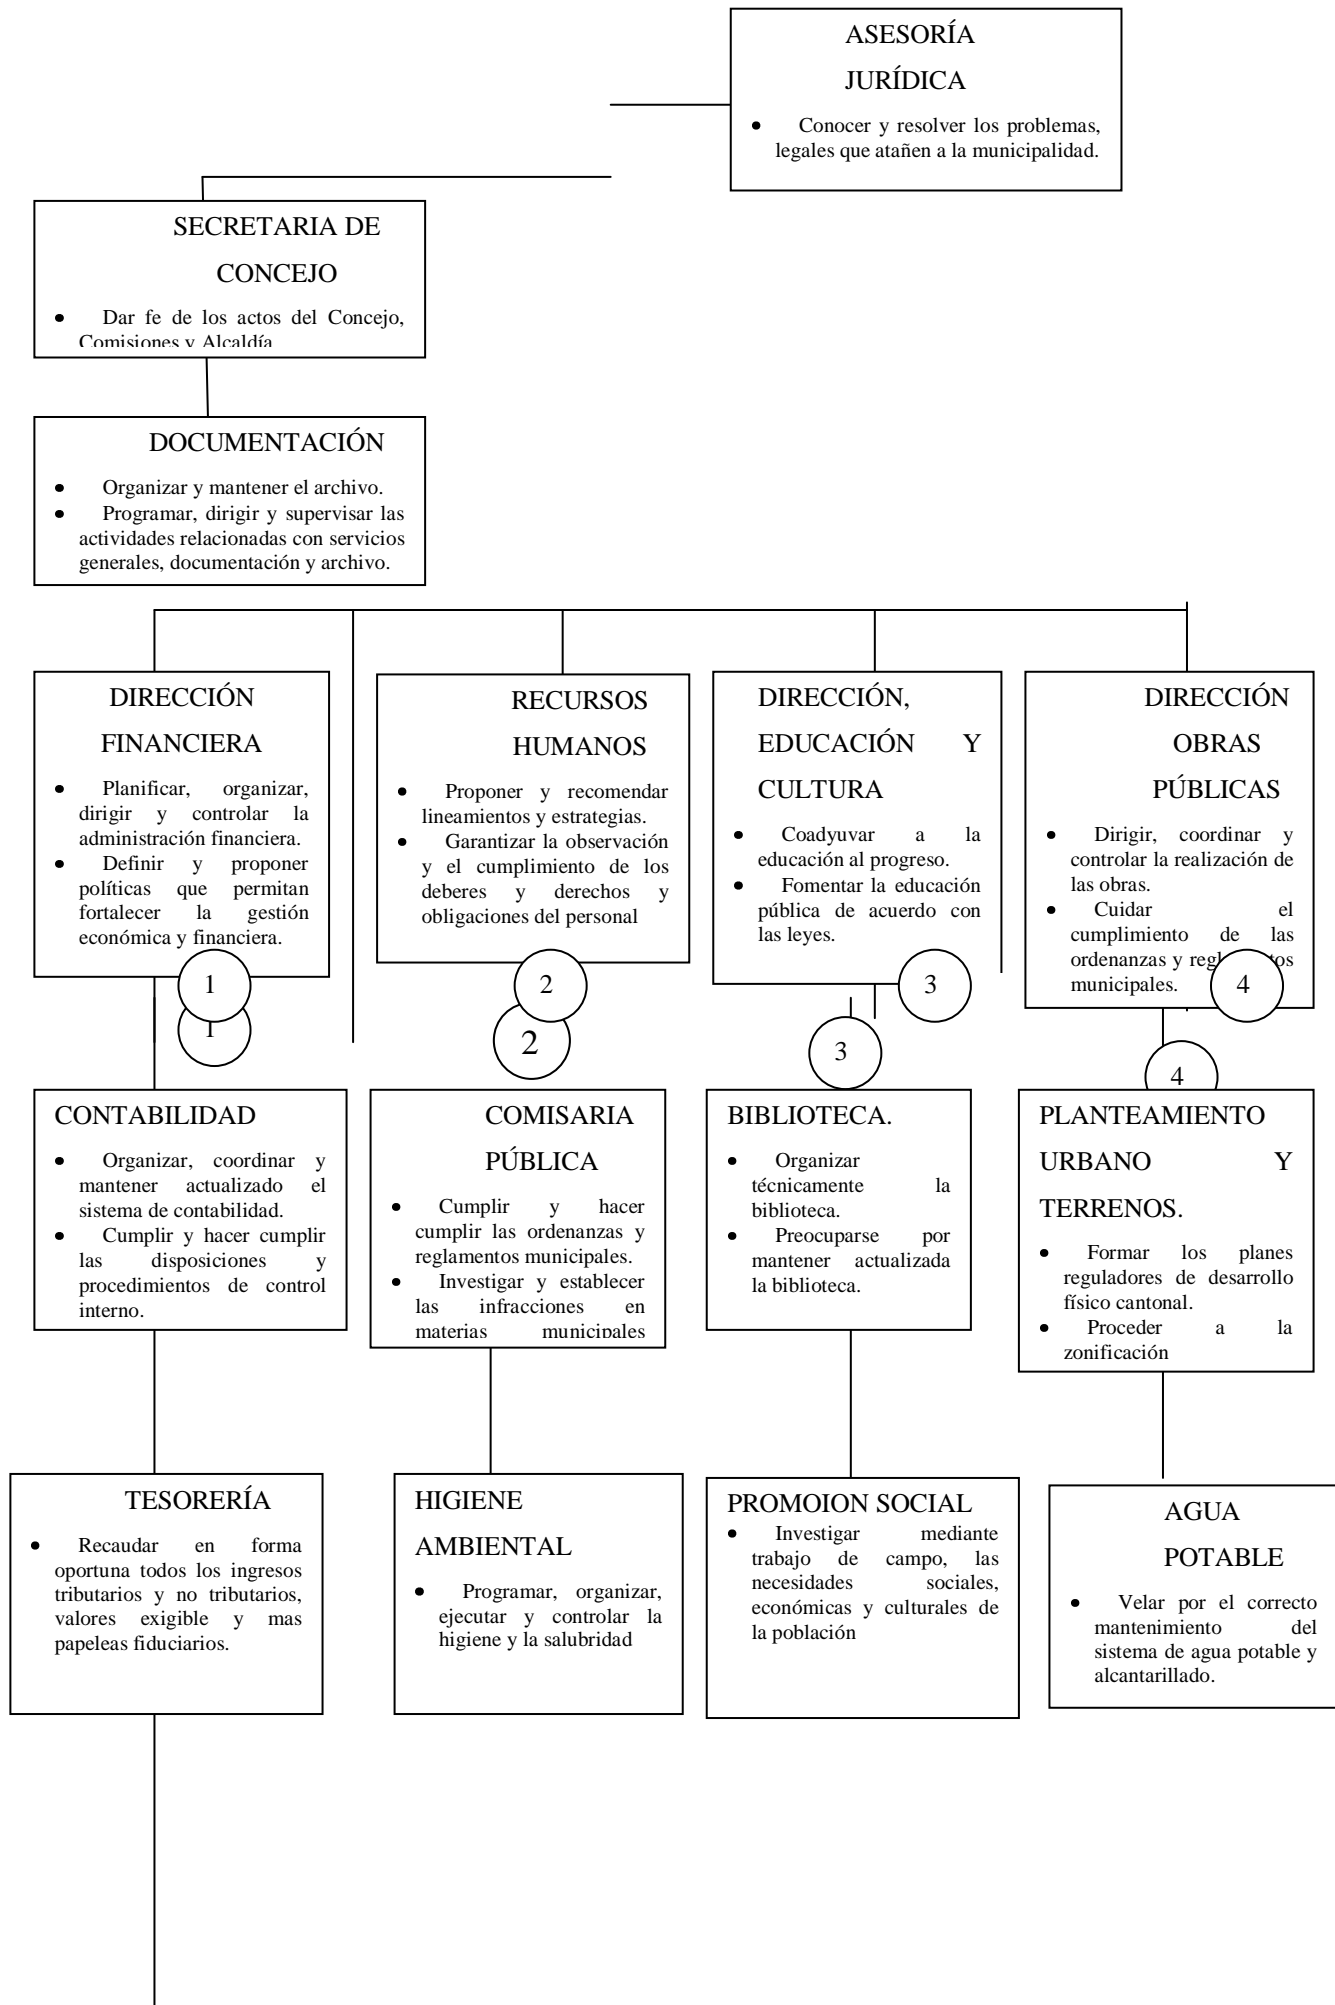 ASESORÍA
JURÍDICA
• Conocer y resolver los problemas,
legales que atañen a la municipalidad.
SECRETARIA DE
CONCEJO
• Dar fe de los actos del Concejo,
Comisiones y Alcaldía
DOCUMENTACIÓN
• Organizar y mantener el archivo.
• Programar, dirigir y supervisar las
actividades relacionadas con servicios
generales, documentación y archivo.
DIRECCIÓN
FINANCIERA
• Planificar, organizar,
dirigir y controlar la
administración financiera.
• Definir y proponer
políticas que permitan
fortalecer la gestión
económica y financiera.
1
1
RECURSOS
HUMANOS
• Proponer y recomendar
lineamientos y estrategias.
• Garantizar la observación
y el cumplimiento de los
deberes y derechos y
obligaciones del personal
2
2
DIRECCIÓN,
EDUCACIÓN Y
CULTURA
• Coadyuvar a la
educación al progreso.
• Fomentar la educación
pública de acuerdo con
las leyes.
3
3
DIRECCIÓN
OBRAS
PÚBLICAS
• Dirigir, coordinar y
controlar la realización de
las obras.
• Cuidar el
cumplimiento de las
ordenanzas y
municipales.
4
4
CONTABILIDAD
• Organizar, coordinar y
mantener actualizado el
sistema de contabilidad.
• Cumplir y hacer cumplir
las disposiciones y
procedimientos de control
interno.
COMISARIA
PÚBLICA
• Cumplir y hacer
cumplir las ordenanzas y
reglamentos municipales.
• Investigar y establecer
las infracciones en
materias municipales
BIBLIOTECA.
• Organizar
técnicamente la
biblioteca.
• Preocuparse por
mantener actualizada
la biblioteca.
PLANTEAMIENTO
URBANO Y
TERRENOS.
• Formar los planes
reguladores de desarrollo
físico cantonal.
• Proceder a la
zonificación
TESORERÍA
• Recaudar en forma
oportuna todos los ingresos
tributarios y no tributarios,
valores exigible y mas
papeleas fiduciarios.
HIGIENE
AMBIENTAL
• Programar, organizar,
ejecutar y controlar la
higiene y la salubridad
PROMOION SOCIAL
• Investigar mediante
trabajo de campo, las
necesidades sociales,
económicas y culturales de
la población
AGUA
POTABLE
• Velar por el correcto
mantenimiento del
sistema de agua potable y
alcantarillado.